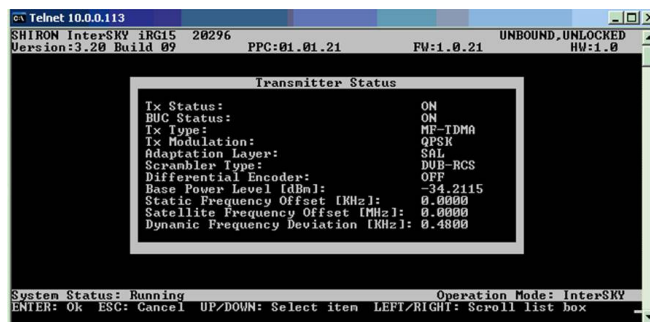 Telnet 10.0.0.113
SHIRON InterSKY iRG15 20296 UNBOUND,UNLOCKED
Version:3.20 Build 09 PPC:01.01.21 FW:1.0.21 HW:1.0
Transmitter Status
Tx Status: ON
BUC Status: ON
Tx Type: MF-TDMA
Tx Modulation: QPSK
Adaptation Layer: SAL
Scrambler Type: DVB-RCS
Differential Encoder: OFF
Base Power Level [dBm]: -34.2115
Static Frequency Offset [KHz]: 0.0000
Satellite Frequency Offset [MHz]: 0.0000
Dynamic Frequency Deviation [KHz]: 0.4800
System Status: Running Operation Mode: InterSKY
ENTER: Ok ESC: Cancel UP/DOWN: Select item LEFT/RIGHT: Scroll list box